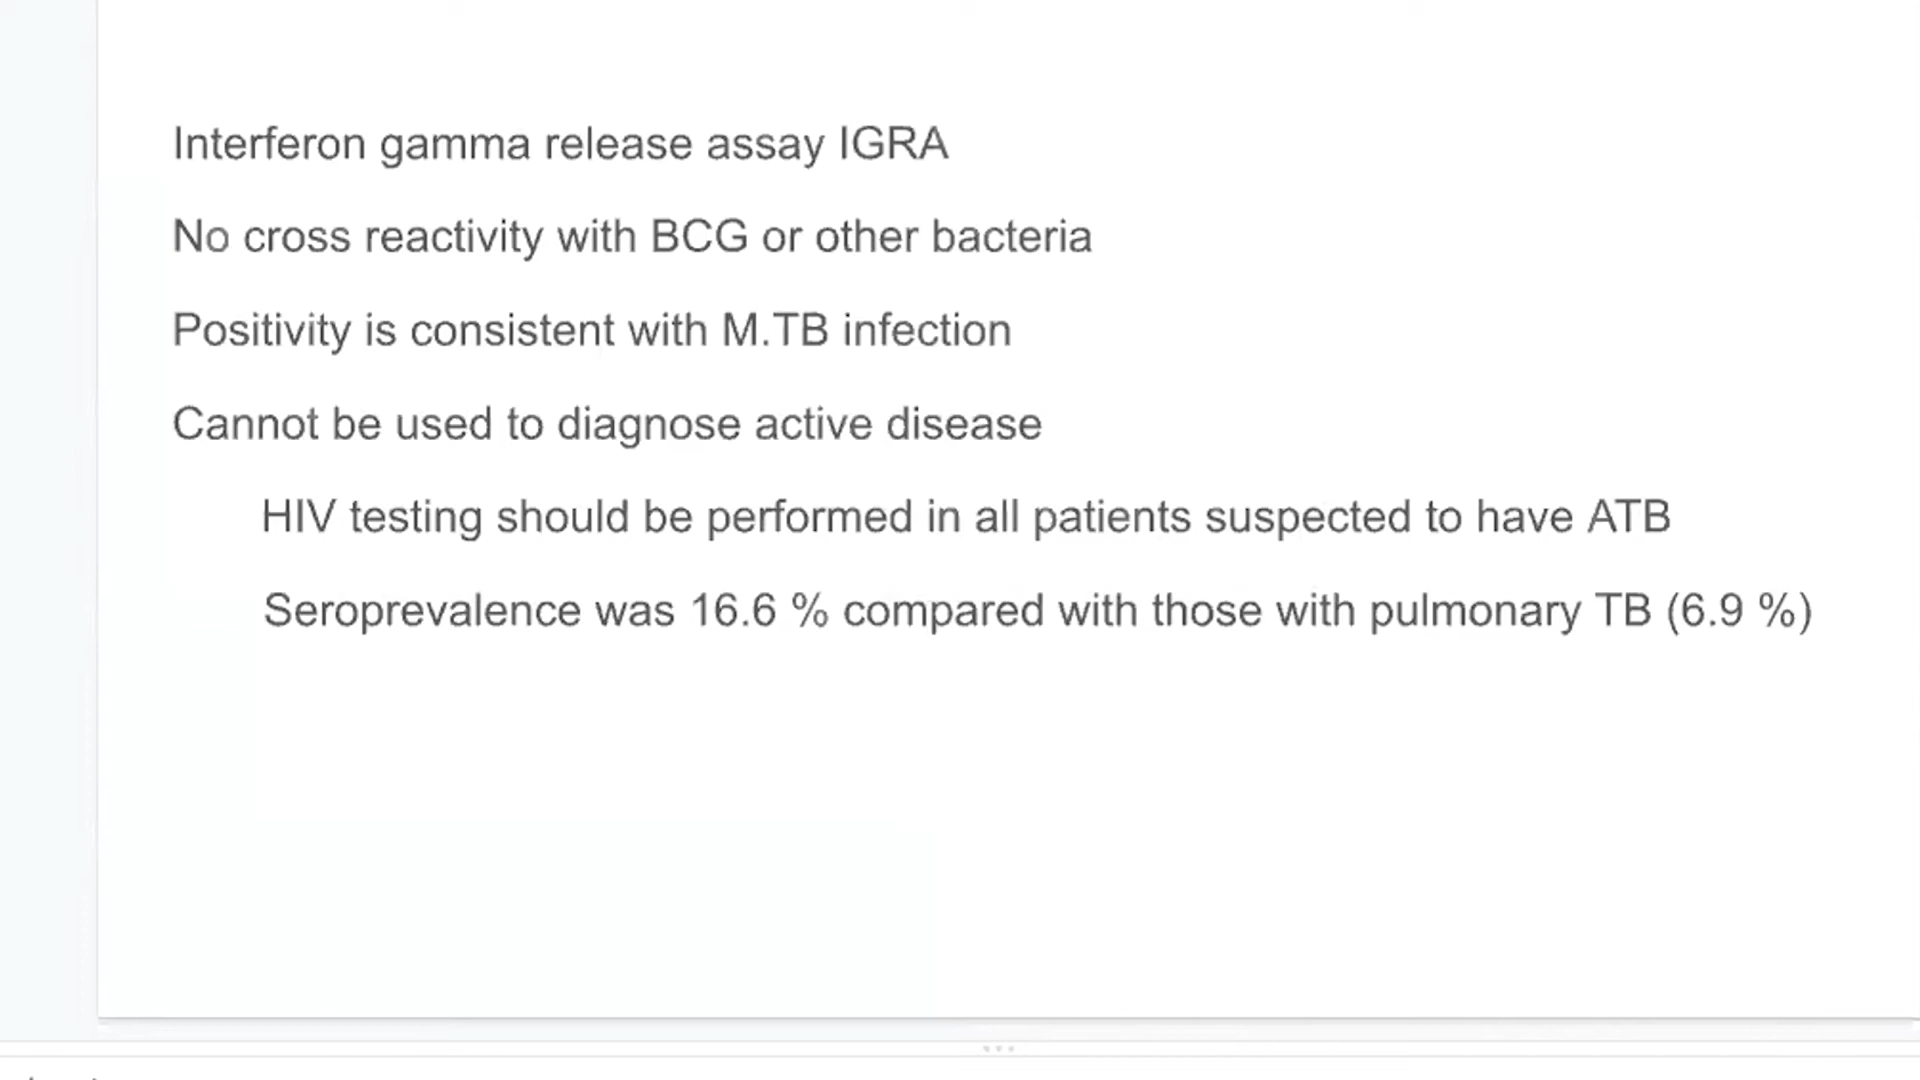 Interferon gamma release assay IGRA
No cross reactivity with BCG or other bacteria
Positivity is consistent with M.TB infection
Cannot be used to diagnose active disease
HIV testing should be performed in all patients suspected to have ATB
Seroprevalence was 16.6 % compared with those with pulmonary TB (6.9 %)